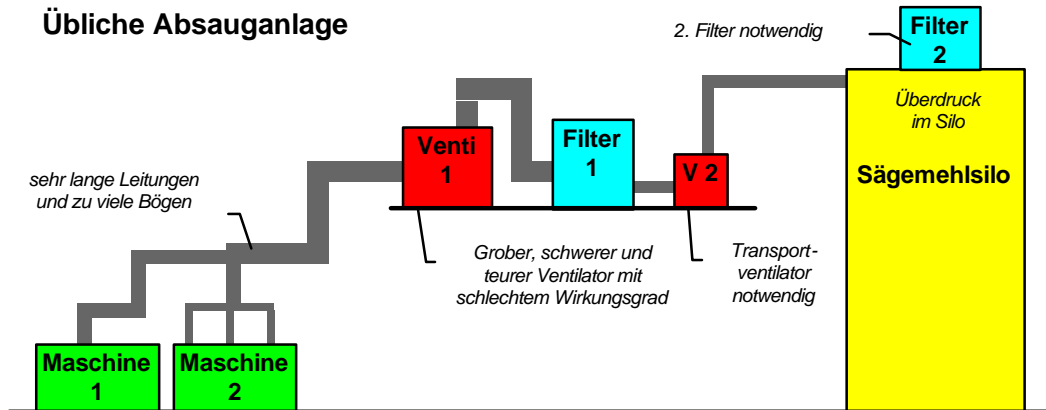 Übliche Absauganlage
2. Filter notwendig
Filter
2
Überdruck
im Silo
Sägemehlsilo
Venti
1
Filter
1
V 2
sehr lange Leitungen
und zu viele Bögen
Grober, schwerer und
teurer Ventilator mit
schlechtem Wirkungsgrad
Transport-
ventilator
notwendig
Maschine
1
Maschine
2